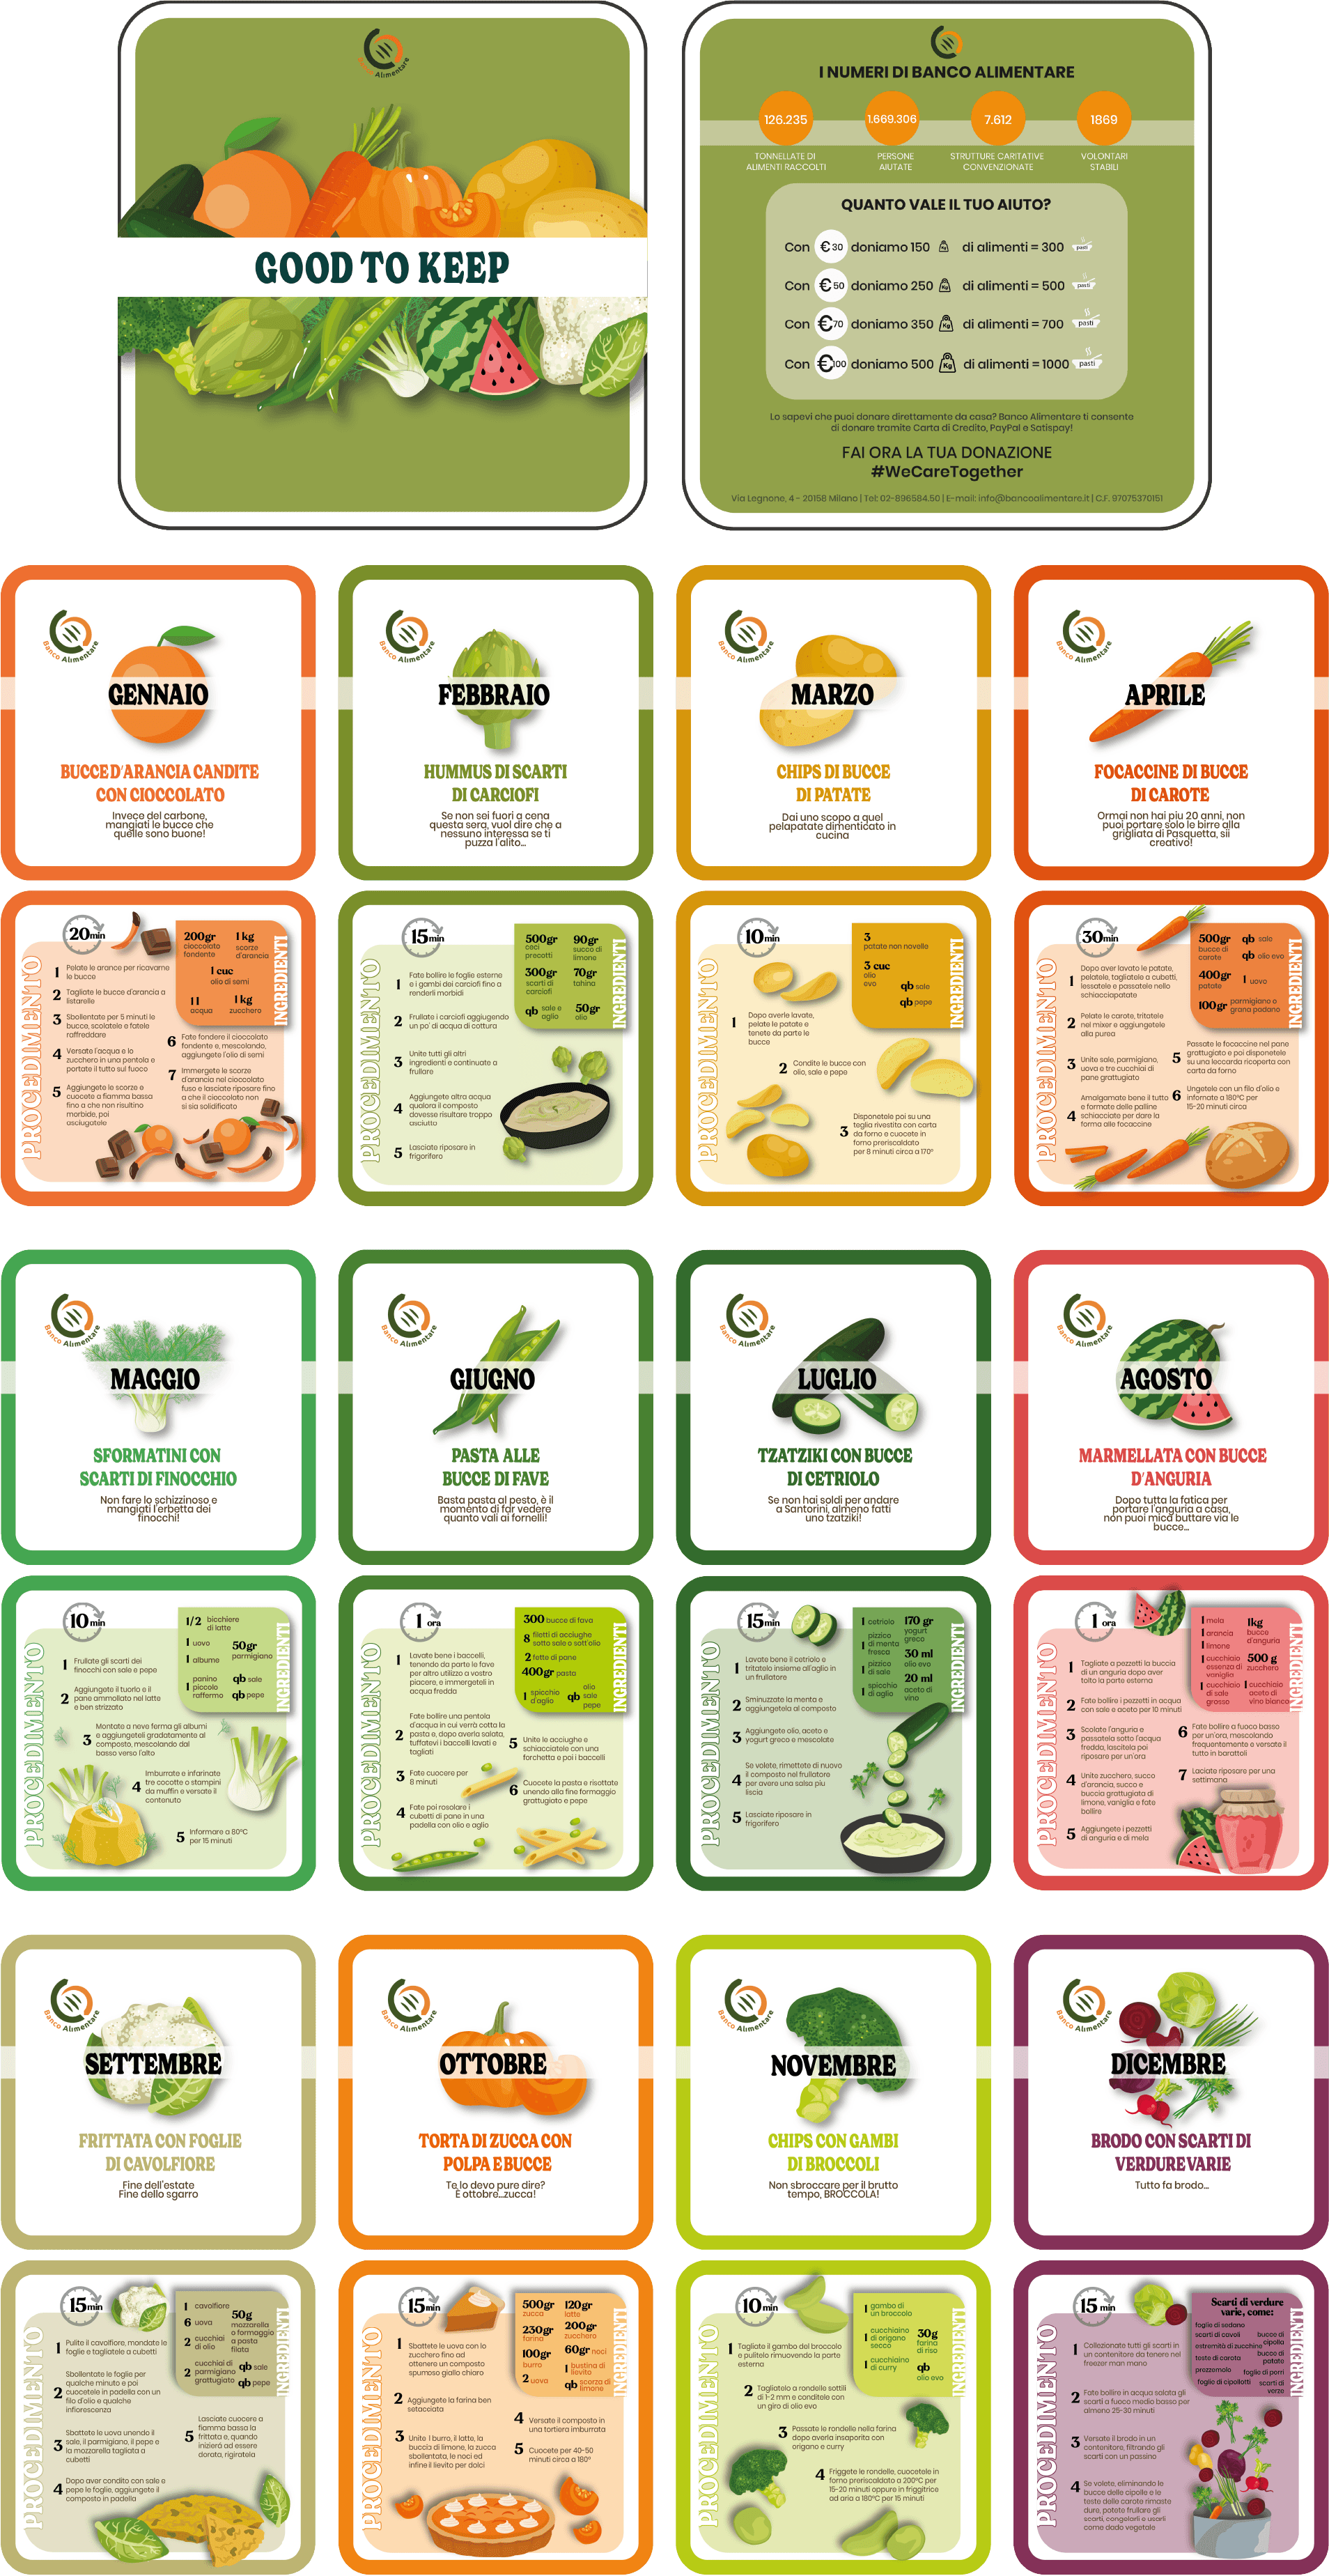 Banco Alimentare
GOOD TO KEEP
I NUMERI DI BANCO ALIMENTARE
126.235
1.669.306
7.612
1869
TONNELLATE DI
ALIMENTI RACCOLTI
PERSONE
AIUTATE
STRUTTURE CARITATIVE
CONVENZIONATE
VOLONTARI
STABILI
QUANTO VALE IL TUO AIUTO?
Con €30 doniamo 150 Kg di alimenti = 300 pasti
Con €50 doniamo 250 Kg di alimenti = 500 pasti
Con €70 doniamo 350 Kg di alimenti = 700 pasti
Con €100 doniamo 500 Kg di alimenti = 1000 pasti
Lo sapevi che puoi donare direttamente da casa? Banco Alimentare ti consente
di donare tramite Carta di Credito, PayPal e Satispay!
FAI ORA LA TUA DONAZIONE
#WeCareTogether
Via Legnone, 4 - 20158 Milano | Tel: 02-896584.50 | E-mail: info@bancoalimentare.it | C.F. 97075370151
Banco Alimentare
GENNAIO
BUCCE D'ARANCIA CANDITE
CON CIOCCOLATO
Invece del carbone,
mangiati le bucce che
quelle sono buone!
Banco Alimentare
FEBBRAIO
HUMMUS DI SCARTI
DI CARCIOFI
Se non sei fuori a cena
questa sera, vuol dire che a
nessuno interessa se ti
puzza l'alito...
Banco Alimentare
MARZO
CHIPS DI BUCCE
DI PATATE
Dai uno scopo a quel
pelapatate dimenticato in
cucina
Banco Alimentare
APRILE
FOCACCINE DI BUCCE
DI CAROTE
Ormai non hai piu 20 anni, non
puoi portare solo le birre alla
grigliata di Pasquetta, sii
creativo!
20min
PROCEDIMENTO
INGREDIENTI
200gr
cioccolato
fondente
1 kg
scorze
d'arancia
1 cuc
olio di semi
1 l
acqua
1 kg
zucchero
1 Pelate le arance per ricavarne
le bucce
2 Tagliate le bucce d'arancia a
listarelle
3 Sbollentate per 5 minuti le
bucce, scolatele e fatele
raffreddare
4 Versate l'acqua e lo
zucchero in una pentola e
portate il tutto sul fuoco
5 Aggiungete le scorze e
cuocete a fiamma bassa
fino a che non risultino
morbide, poi
asciugatele
6 Fate fondere il cioccolato
fondente e, mescolando,
aggiungete l'olio di semi
7 Immergete le scorze
d'arancia nel cioccolato
fuso e lasciate riposare fino
a che il cioccolato non
si sia solidificato
15min
PROCEDIMENTO
INGREDIENTI
500gr
ceci
precotti
90gr
succo di
limone
300gr
scarti di
carciofi
70gr
tahina
qb sale e
aglio
50gr
olio
1 Fate bollire le foglie esterne
e i gambi dei carciofi fino a
renderli morbidi
2 Frullate i carciofi aggiugendo
un po' di acqua di cottura
3 Unite tutti gli altri
ingredienti e continuate a
frullare
4 Aggiungete altra acqua
qualora il composto
dovesse risultare troppo
asciutto
5 Lasciate riposare in
frigorifero
10min
PROCEDIMENTO
INGREDIENTI
3
patate non novelle
3 cuc
olio
evo
qb sale
qb pepe
1 Dopo averle lavate,
pelate le patate e
tenete da parte le
bucce
2 Condite le bucce con
olio, sale e pepe
3 Disponetele poi su una
teglia rivestita con carta
da forno e cuocete in
forno preriscaldato
per 8 minuti circa a 170°
30min
PROCEDIMENTO
INGREDIENTI
500gr
bucce di
carote
qb sale
qb olio evo
400gr
patate
1 uovo
100gr parmigiano o
grana padano
1 Dopo aver lavato le patate,
pelatele, tagliatele a cubetti,
lessatele e passatele nello
schiacciapatate
2 Pelate le carote, tritatele
nel mixer e aggiungetele
alla purea
3 Unite sale, parmigiano,
uova e tre cucchiai di
pane grattugiato
4 Amalgamate bene il tutto
e formate delle palline
schiacciate per dare la
forma alle focaccine
5 Passate le focaccine nel pane
grattugiato e poi disponetele
su una leccarda ricoperta con
carta da forno
6 Ungetele con un filo d'olio e
infornate a 180°C per
15-20 minuti circa
Banco Alimentare
MAGGIO
SFORMATINI CON
SCARTI DI FINOCCHIO
Non fare lo schizzinoso e
mangiati l'erbetta dei
finocchi!
Banco Alimentare
GIUGNO
PASTA ALLE
BUCCE DI FAVE
Basta pasta al pesto, è il
momento di far vedere
quanto vali ai fornelli!
Banco Alimentare
LUGLIO
TZATZIKI CON BUCCE
DI CETRIOLO
Se non hai soldi per andare
a Santorini, almeno fatti
uno tzatziki!
Banco Alimentare
AGOSTO
MARMELLATA CON BUCCE
D'ANGURIA
Dopo tutta la fatica per
portare l'anguria a casa,
non puoi mica buttare via le
bucce...
10min
PROCEDIMENTO
INGREDIENTI
1/2 bicchiere
di latte
1 uovo
50gr
parmigiano
1 albume
1 panino
piccolo
raffermo
qb sale
qb pepe
1 Frullate gli scarti dei
finocchi con sale e pepe
2 Aggiungete il tuorlo e il
pane ammollato nel latte
e ben strizzato
3 Montate a neve ferma gli albumi
e aggiungeteli gradatamente al
composto, mescolando dal
basso verso l'alto
4 Imburrate e infarinate
tre cocotte o stampini
da muffin e versate il
contenuto
5 Informare a 80°C
per 15 minuti
1 ora
PROCEDIMENTO
INGREDIENTI
300 bucce di fava
8 filetti di acciughe
sotto sale o sott'olio
2 fette di pane
400gr pasta
1 spicchio
d'aglio
qb olio
sale
pepe
1 Lavate bene i baccelli,
tenendo da parte le fave
per altro utilizzo a vostro
piacere, e immergeteli in
acqua fredda
2 Fate bollire una pentola
d'acqua in cui verrà cotta la
pasta e, dopo averla salata,
tuffatevi i baccelli lavati e
tagliati
3 Fate cuocere per
8 minuti
4 Fate poi rosolare i
cubetti di pane in una
padella con olio e aglio
5 Unite le acciughe e
schiacciatele con una
forchetta e poi i baccelli
6 Cuocete la pasta e risottate
unendo alla fine formaggio
grattugiato e pepe
15min
PROCEDIMENTO
INGREDIENTI
1 cetriolo
170 gr
yogurt
greco
1 pizzico
di menta
fresca
30 ml
olio evo
1 pizzico
di sale
20 ml
aceto di
vino
1 spicchio
di aglio
1 Lavate bene il cetriolo e
tritatelo insieme all'aglio in
un frullatore
2 Sminuzzate la menta e
aggiungetela al composto
3 Aggiungete olio, aceto e
yogurt greco e mescolate
4 Se volete, rimettete di nuovo
il composto nel frullatore
per avere una salsa piu
liscia
5 Lasciate riposare in
frigorifero
1 ora
PROCEDIMENTO
INGREDIENTI
1 mela
1 arancia
1 limone
1kg
bucce
d'anguria
1 cucchiaio
essenza di
vaniglia
500 g
zucchero
1 cucchiaio
di sale
grosso
1 cucchiaio
aceto di
vino bianco
1 Tagliate a pezzetti la buccia
di un anguria dopo aver
tolto la parte esterna
2 Fate bollire i pazzetti in acqua
con sale e aceto per 10 minuti
3 Scolate l'anguria e
passatela sotto l'acqua
fredda, lascitela poi
riposare per un'ora
4 Unite zucchero, succo
d'arancia, succo e
buccia grattugiata di
limone, vaniglia e fate
bollire
5 Aggiungete i pezzetti
di anguria e di mela
6 Fate bollire a fuoco basso
per un'ora, mescolando
frequentemente e versate il
tutto in barattoli
7 Laciate riposare per una
settimana
Banco Alimentare
SETTEMBRE
FRITTATA CON FOGLIE
DI CAVOLFIORE
Fine dell'estate
Fine dello sgarro
Banco Alimentare
OTTOBRE
TORTA DI ZUCCA CON
POLPA E BUCCE
Te lo devo pure dire?
È ottobre...zucca!
Banco Alimentare
NOVEMBRE
CHIPS CON GAMBI
DI BROCCOLI
Non sbroccare per il brutto
tempo, BROCCOLA!
Banco Alimentare
DICEMBRE
BRODO CON SCARTI DI
VERDURE VARIE
Tutto fa brodo...
15min
PROCEDIMENTO
INGREDIENTI
1 cavolfiore
6 uova
2 cucchiai
di olio
50g
mozzarella
o formaggio
a pasta
filata
2 cucchiai di
parmigiano
grattugiato
qb sale
qb pepe
1 Pulite il cavolfiore, mondate le
foglie e tagliatele a cubetti
2 Sbollentate le foglie per
qualche minuto e poi
cuocetele in padella con un
filo d'olio e qualche
infiorescenza
3 Sbattete le uova unendo il
sale, il parmigiano, il pepe e
la mozzarella tagliata a
cubetti
4 Dopo aver condito con sale e
pepe le foglie, aggiungete il
composto in padella
5 Lasciate cuocere a
fiamma bassa la
frittata e, quando
inizierà ad essere
dorata, rigiratela
15min
PROCEDIMENTO
INGREDIENTI
500gr
zucca
120gr
latte
230gr
farina
200gr
zucchero
100gr
burro
60gr noci
1 bustina di
lievito
2 uova
qb scorza di
limone
1 Sbattete le uova con lo
zucchero fino ad
ottenere un composto
spumoso giallo chiaro
2 Aggiungete la farina ben
setacciata
3 Unite l burro, il latte, la
buccia di limone, la zucca
sbollentata, le noci ed
infine il lievito per dolci
4 Versate il composto in
una tortiera imburrata
5 Cuocete per 40-50
minuti circa a 180°
10min
PROCEDIMENTO
INGREDIENTI
1 gambo di
un broccolo
1 cucchiaino
di origano
secco
30g
farina
di riso
1 cucchiaino
di curry
qb
olio evo
1 Tagliate il gambo del broccolo
e pulitelo rimuovendo la parte
esterna
2 Tagliatelo a rondelle sottili
di 1-2 mm e conditele con
un giro di olio evo
3 Passate le rondelle nella farina
dopo averla insaporita con
origano e curry
4 Friggete le rondelle, cuocetele in
forno preriscaldato a 200°C per
15-20 minuti oppure in friggitrice
ad aria a 180°C per 15 minuti
15 min
PROCEDIMENTO
INGREDIENTI
Scarti di verdure
varie, come:
foglie di sedano
scarti di cavoli
bucce di
cipolla
estremità di zucchine
teste di carota
bucce di
patate
prezzemolo
foglie di porri
foglie di cipollotti
scarti di
verze
1 Collezionate tutti gli scarti in
un contenitore da tenere nel
freezer man mano
2 Fate bollire in acqua salata gli
scarti a fuoco medio basso per
almeno 25-30 minuti
3 Versate il brodo in un
contenitore, filtrando gli
scarti con un passino
4 Se volete, eliminando le
bucce delle cipolle e le
teste delle carote rimaste
dure, potete frullare gli
scarti, congelarli e usarli
come dado vegetale